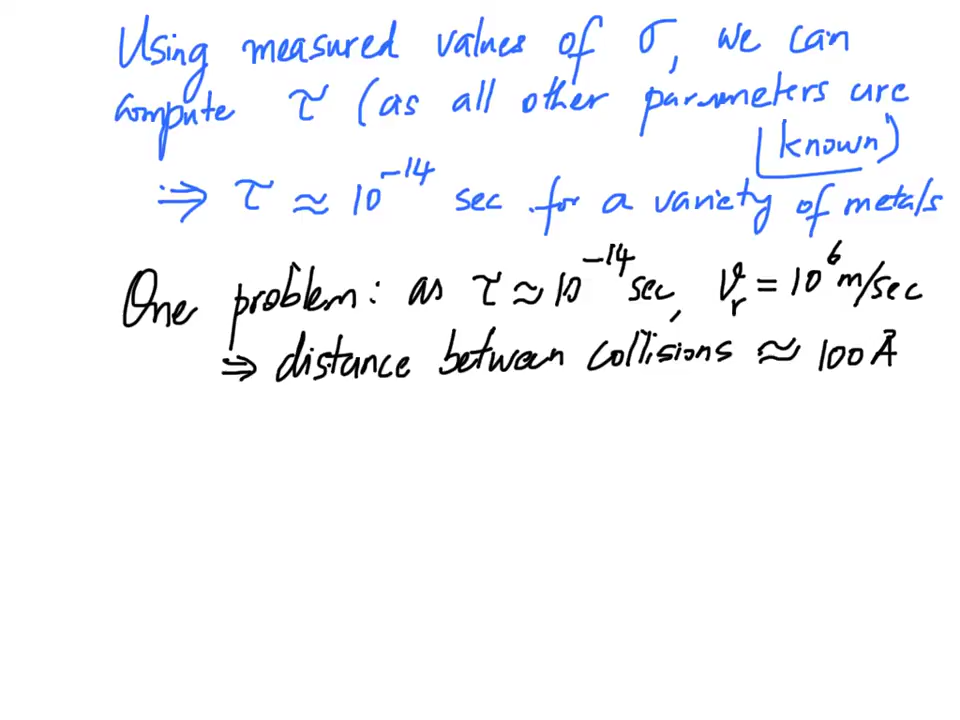 Using measured values of σ, we can
compute τ (as all other parameters are
known)
⇒ τ ≈ 10^-14 sec for a variety of metals
One problem: as τ ≈ 10^-14 sec, v_r = 10^6 m/sec
⇒ distance between collisions ≈ 100 Å